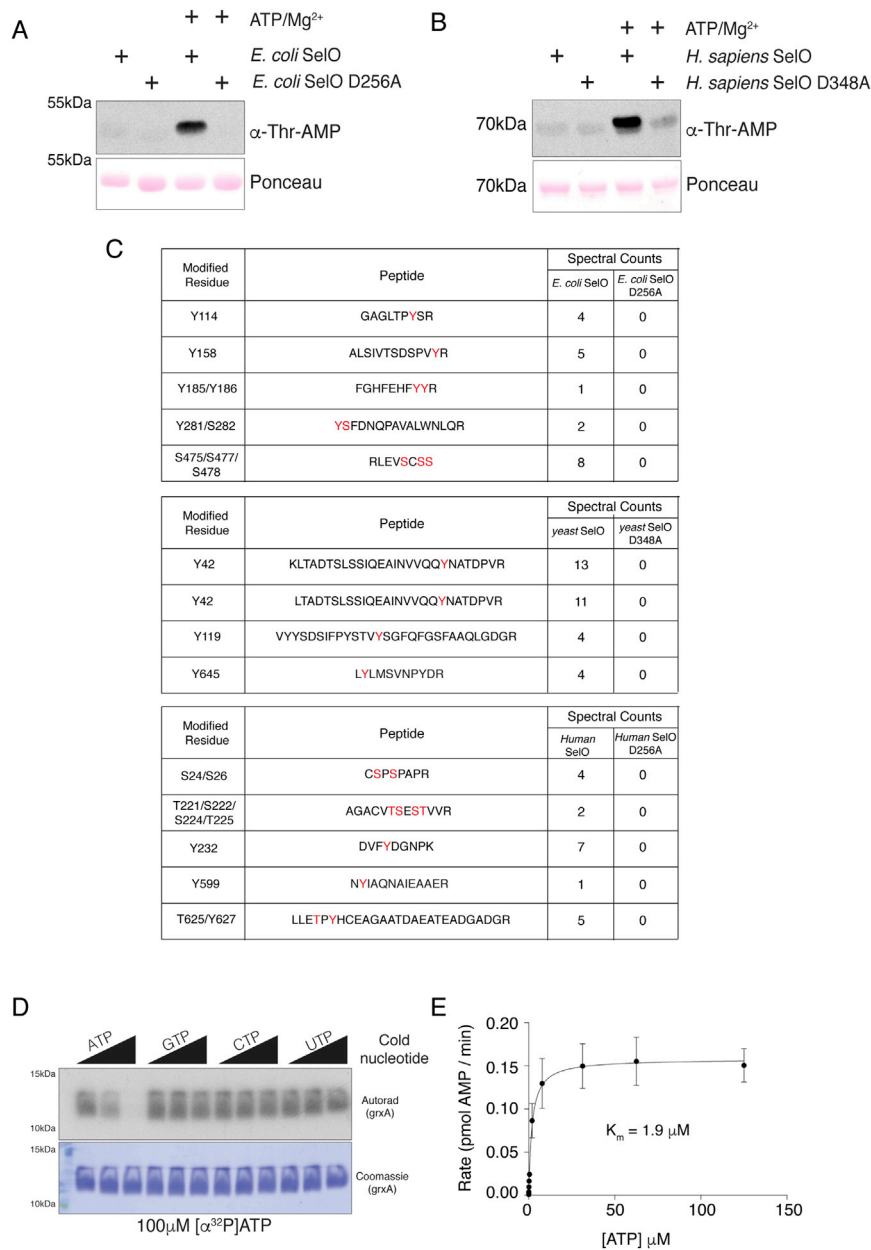 A
ATP/Mg²⁺ + +
E. coli SelO + +
E. coli SelO D256A + +
55kDa
α-Thr-AMP
55kDa
Ponceau
B
ATP/Mg²⁺ + +
H. sapiens SelO + +
H. sapiens SelO D348A + +
70kDa
α-Thr-AMP
70kDa
Ponceau
C
Modified Residue Peptide Spectral Counts
E. coli SelO E. coli SelO D256A
Y114 GAGLTPYSR 4 0
Y158 ALSIVTSDSPVYR 5 0
Y185/Y186 FGHFEHFYYR 1 0
Y281/S282 YSFDNQPAVALWNLQR 2 0
S475/S477/S478 RLEVSCSS 8 0
Modified Residue Peptide Spectral Counts
yeast SelO yeast SelO D348A
Y42 KLTADTSLSSIQEAINVVQQYNATDPVR 13 0
Y42 LTADTSLSSIQEAINVVQQYNATDPVR 11 0
Y119 VYYSDSIFPYSTVYSGFQFGSFAAQLGDGR 4 0
Y645 LYLMSVNPYDR 4 0
Modified Residue Peptide Spectral Counts
Human SelO Human SelO D256A
S24/S26 CSPSPAPR 4 0
T221/S222/S224/T225 AGACVTSESTVVR 2 0
Y232 DVFYDGNPK 7 0
Y599 NYIAQNAIEAAER 1 0
T625/Y627 LLETPYHCEAGAATDAEATEADGADGR 5 0
D
ATP GTP CTP UTP Cold nucleotide
15kDa
Autorad (grxA)
10kDa
15kDa
Coomassie (grxA)
10kDa
100μM [α³²P]ATP
E
Rate (pmol AMP / min)
0.20
0.15
0.10
0.05
0.00
Kₘ = 1.9 μM
0 50 100 150
[ATP] μM